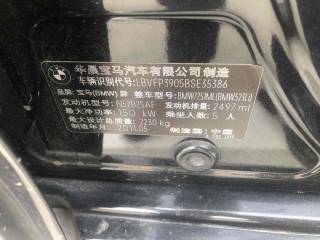 华晨宝马汽车有限公司制造
车辆识别代号: LBVFP3905BSE35386
品牌: 宝马(BMW)牌 整车型号: BMW7251ML(BMW523Li)
发动机型号: N52B25AF 发动机排量: 2497 ml
最大净功率: 150 kW 乘坐人数: 5 人
最大设计总质量: 2230 kg
制造年月: 2011.05 制造国: 中国